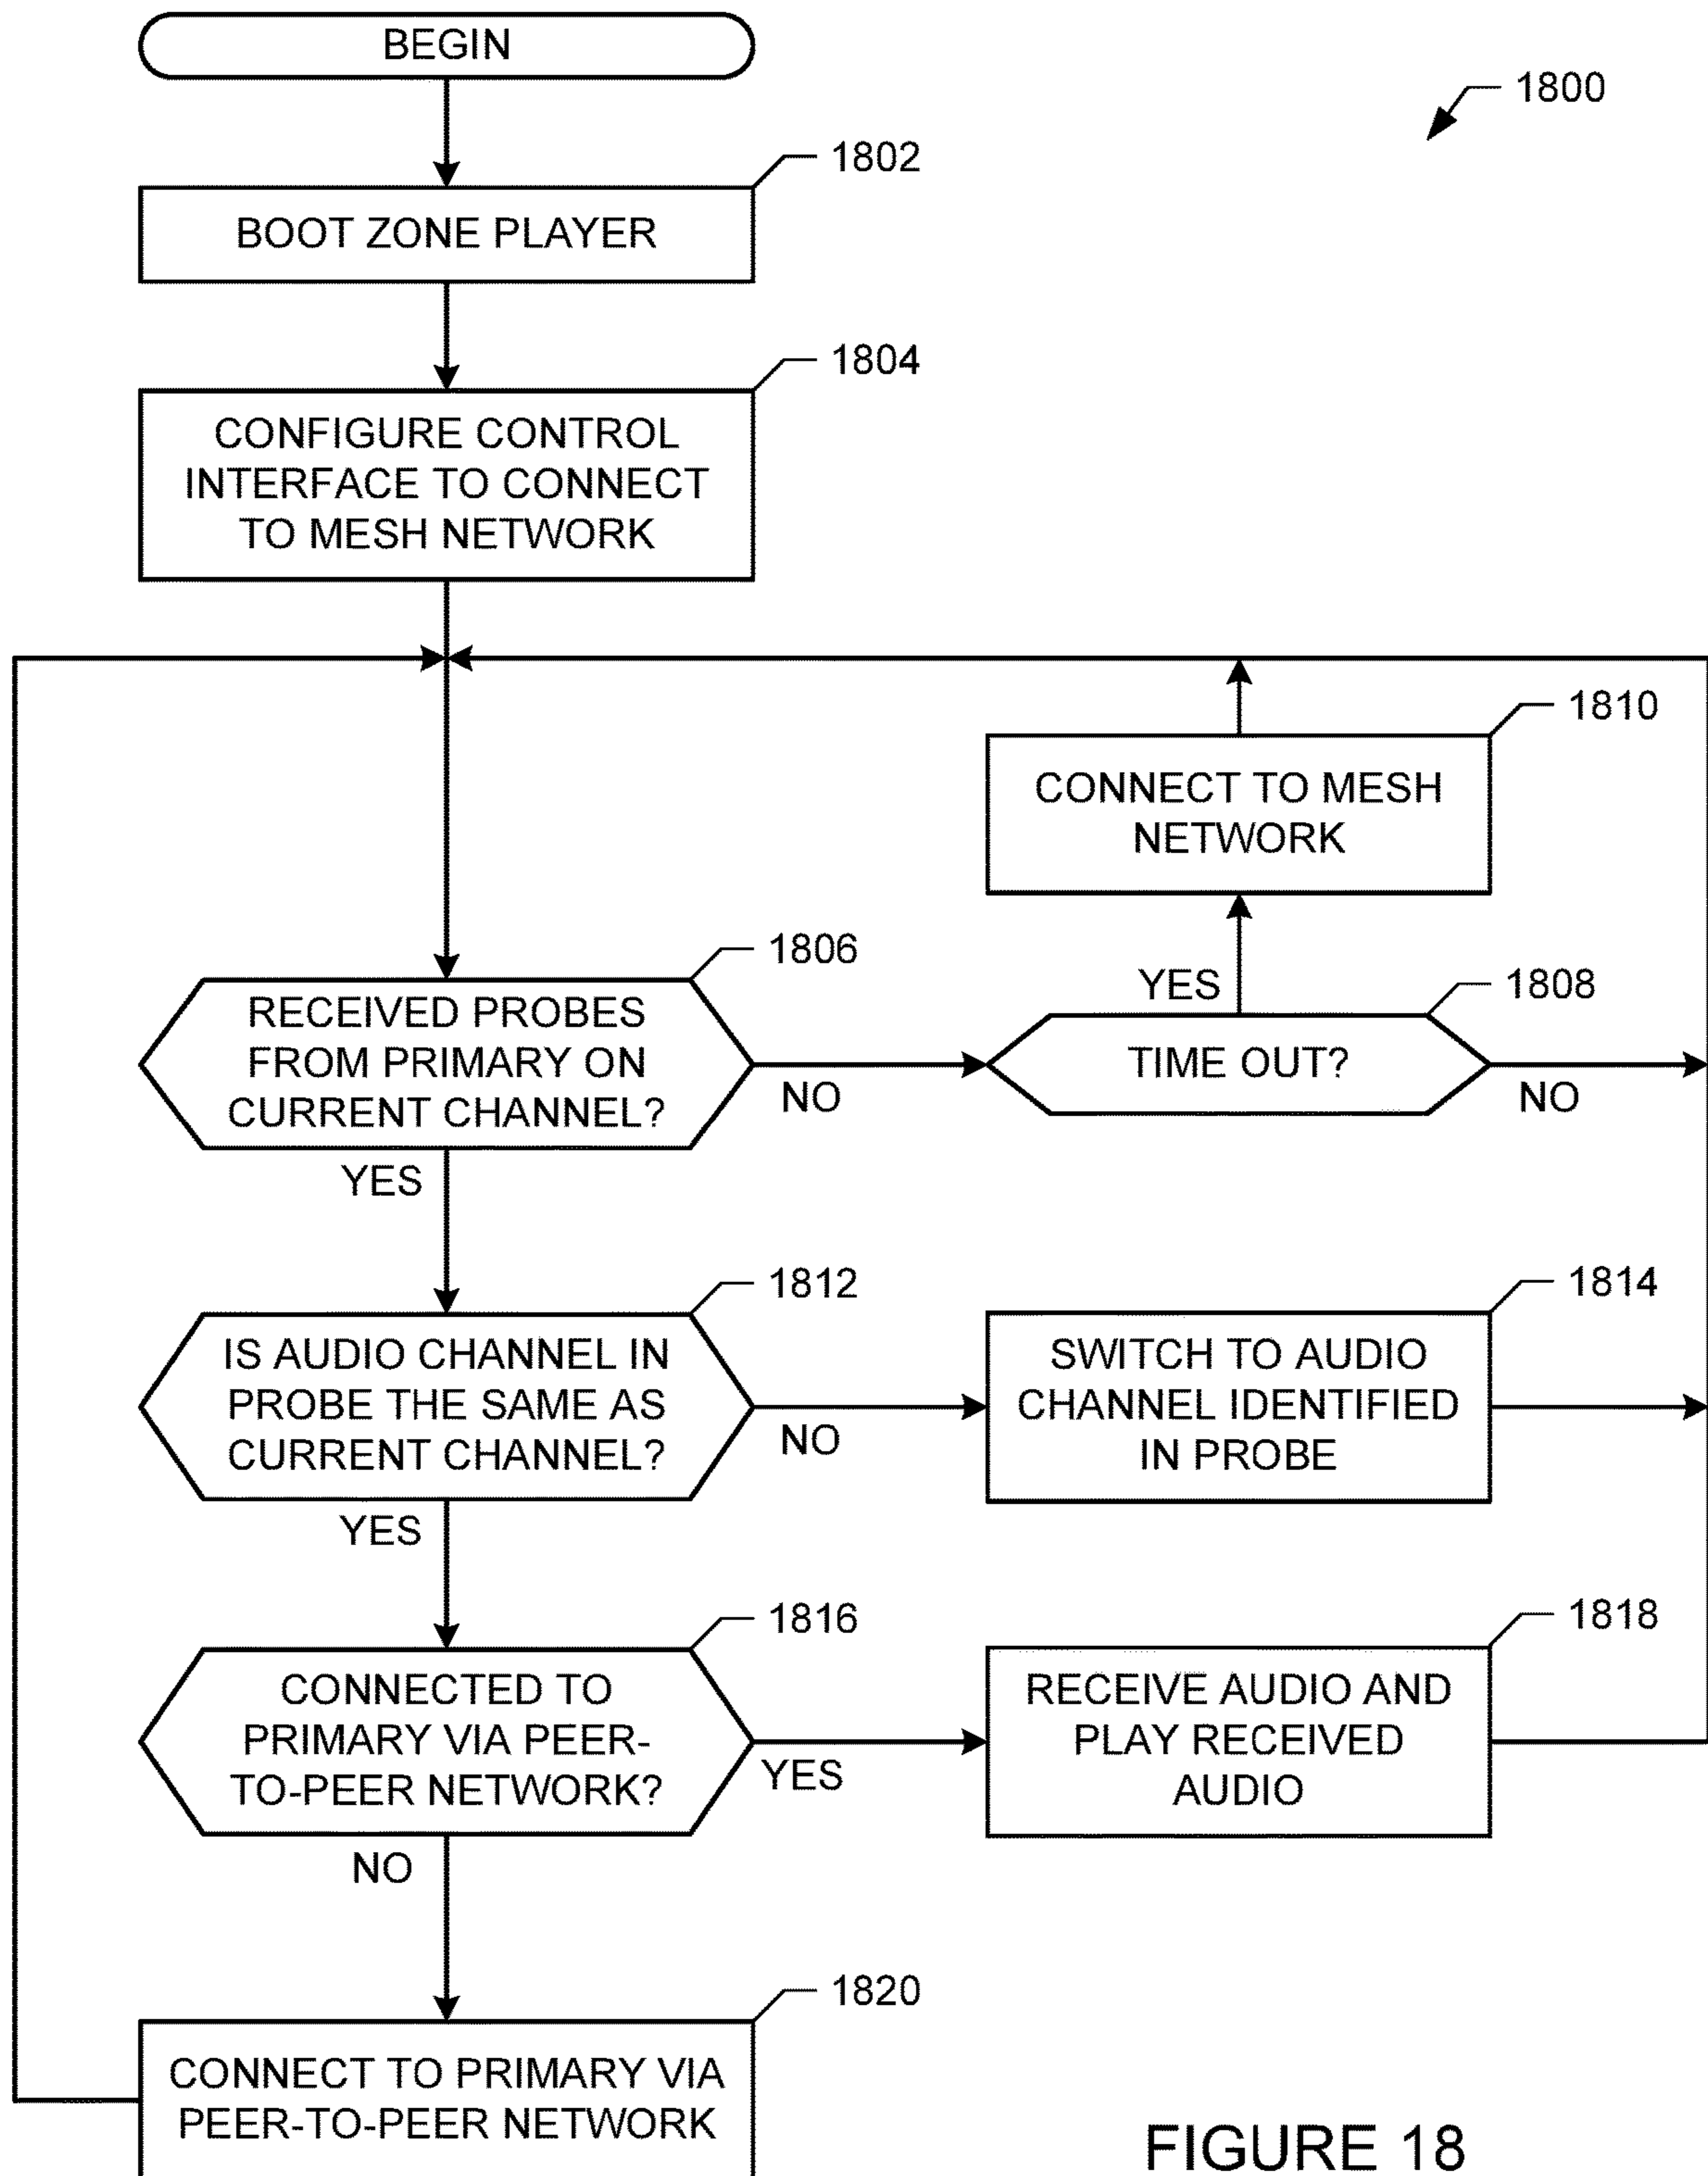 BEGIN
1800
1802
BOOT ZONE PLAYER
1804
CONFIGURE CONTROL
INTERFACE TO CONNECT
TO MESH NETWORK
1810
CONNECT TO MESH
NETWORK
1806
RECEIVED PROBES
FROM PRIMARY ON
CURRENT CHANNEL?
NO
YES
YES
1808
TIME OUT?
NO
1812
IS AUDIO CHANNEL IN
PROBE THE SAME AS
CURRENT CHANNEL?
NO
YES
1814
SWITCH TO AUDIO
CHANNEL IDENTIFIED
IN PROBE
1816
CONNECTED TO
PRIMARY VIA PEER-
TO-PEER NETWORK?
YES
NO
1818
RECEIVE AUDIO AND
PLAY RECEIVED
AUDIO
1820
CONNECT TO PRIMARY VIA
PEER-TO-PEER NETWORK
FIGURE 18